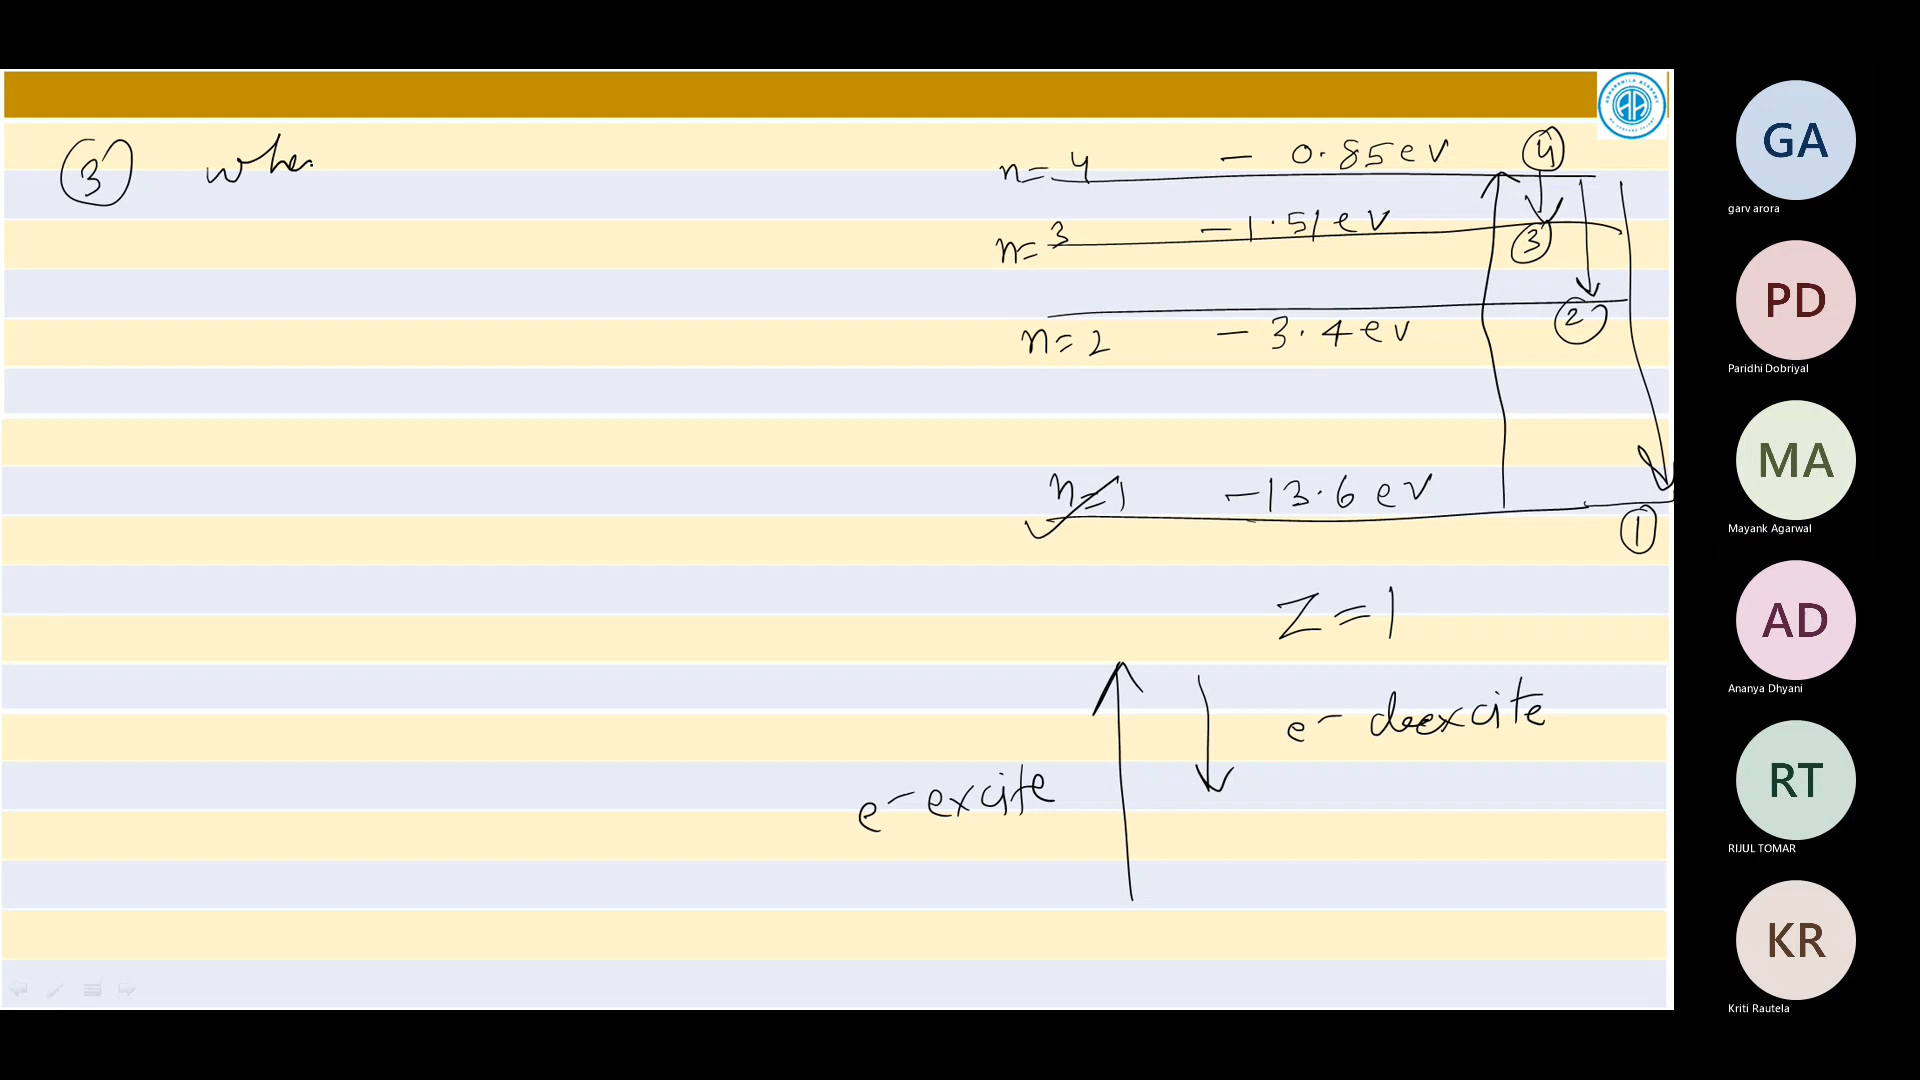 ③ whe
n=4 - 0.85ev ④
n=3 - 1.51ev ③
n=2 - 3.4ev ②
n=1 -13.6ev ①
Z=1
e- deexcite
e- excite
GA
garv arora
PD
Paridhi Dobriyal
MA
Mayank Agarwal
AD
Ananya Dhyani
RT
RIJUL TOMAR
KR
Kriti Rautela